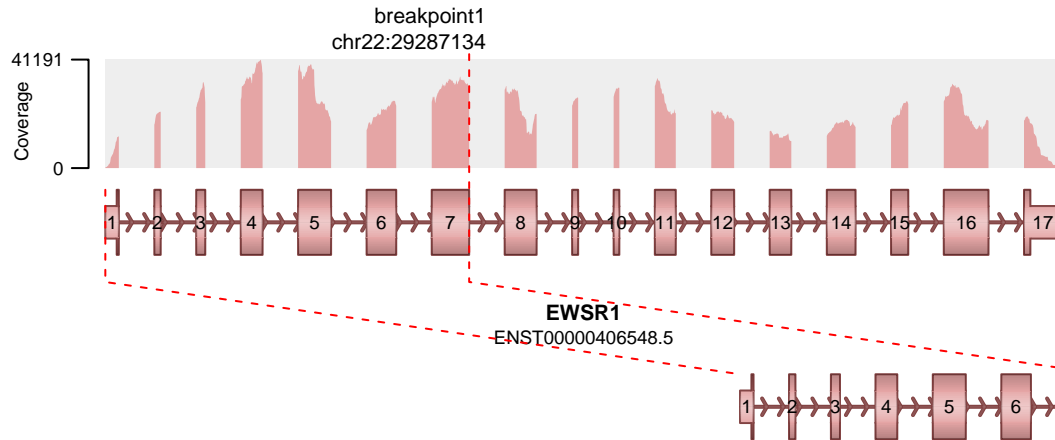 breakpoint1
chr22:29287134
41191
Coverage
0
1 2 3 4 5 6 7 8 9 10 11 12 13 14 15 16 17
EWSR1
ENST00000406548.5
1 2 3 4 5 6